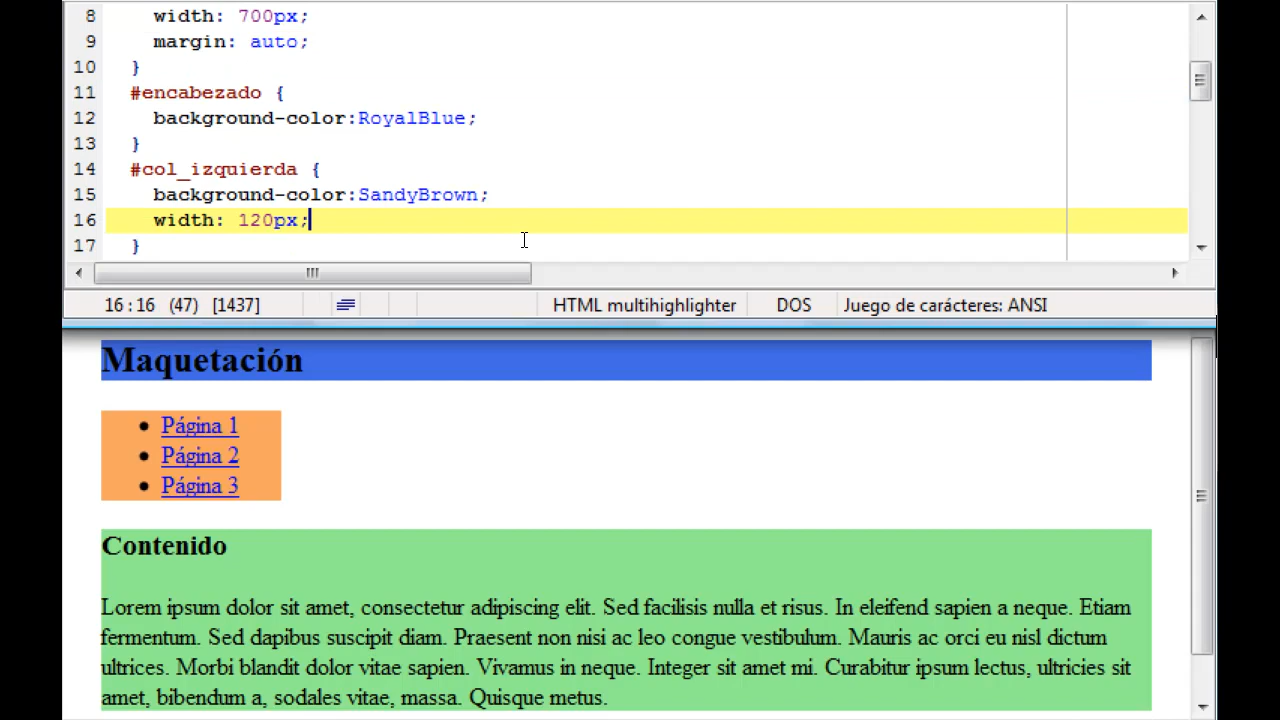 8 width: 700px;
9 margin: auto;
10 }
11 #encabezado {
12 background-color:RoyalBlue;
13 }
14 #col_izquierda {
15 background-color:SandyBrown;
16 width: 120px;
17 }
16:16 (47) [1437] HTML multihighlighter DOS Juego de carácteres: ANSI
Maquetación
• Página 1
• Página 2
• Página 3
Contenido
Lorem ipsum dolor sit amet, consectetur adipiscing elit. Sed facilisis nulla et risus. In eleifend sapien a neque. Etiam
fermentum. Sed dapibus suscipit diam. Praesent non nisi ac leo congue vestibulum. Mauris ac orci eu nisl dictum
ultrices. Morbi blandit dolor vitae sapien. Vivamus in neque. Integer sit amet mi. Curabitur ipsum lectus, ultricies sit
amet, bibendum a, sodales vitae, massa. Quisque metus.